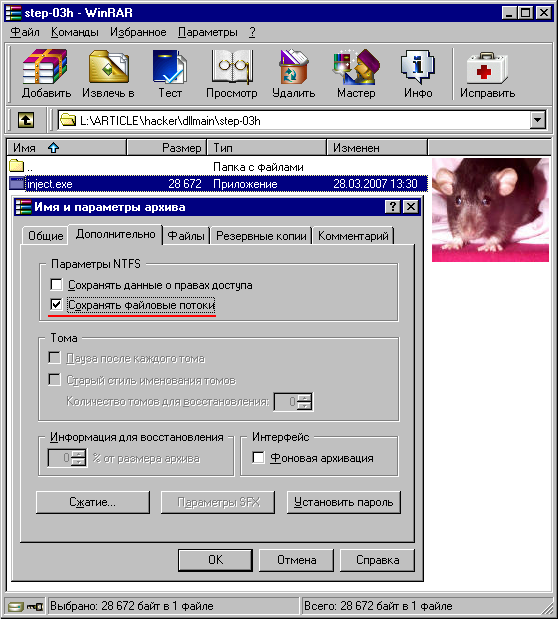 step-03h - WinRAR
Файл Команды Избранное Параметры ?
Добавить Извлечь в Тест Просмотр Удалить Мастер Инфо Исправить
L:\ARTICLE\hacker\dllmain\step-03h
Имя Размер Тип Изменен
.. Папка с файлами
inject.exe 28 672 Приложение 28.03.2007 13:30
Имя и параметры архива
Общие Дополнительно Файлы Резервные копии Комментарий
Параметры NTFS
Сохранять данные о правах доступа
Сохранять файловые потоки
Тома
Пауза после каждого тома
Старый стиль именования томов
Количество томов для восстановления: 0
Информация для восстановления Интерфейс
0 % от размера архива Фоновая архивация
Сжатие... Параметры SFX Установить пароль
OK Отмена Справка
Выбрано: 28 672 байт в 1 файле Всего: 28 672 байт в 1 файле